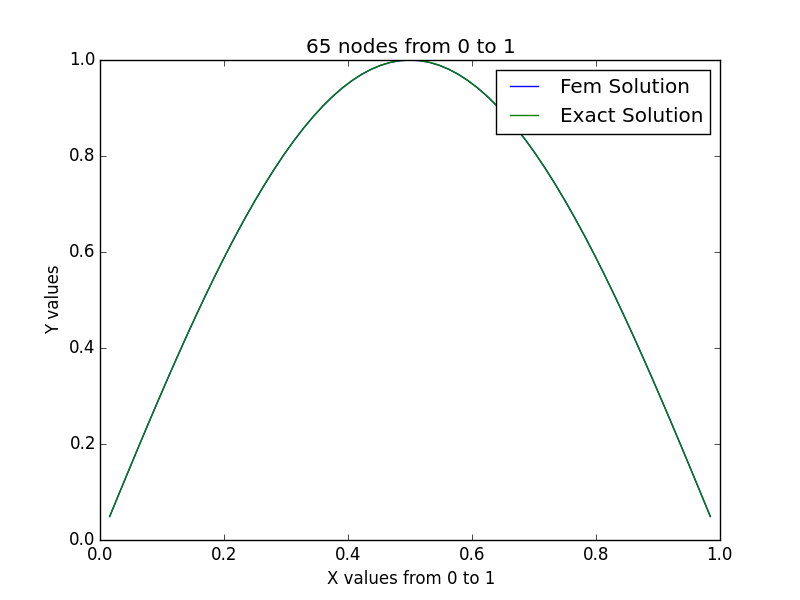 65 nodes from 0 to 1
Fem Solution
Exact Solution
1.0
0.8
0.6
0.4
0.2
0.0
Y values
0.0 0.2 0.4 0.6 0.8 1.0
X values from 0 to 1